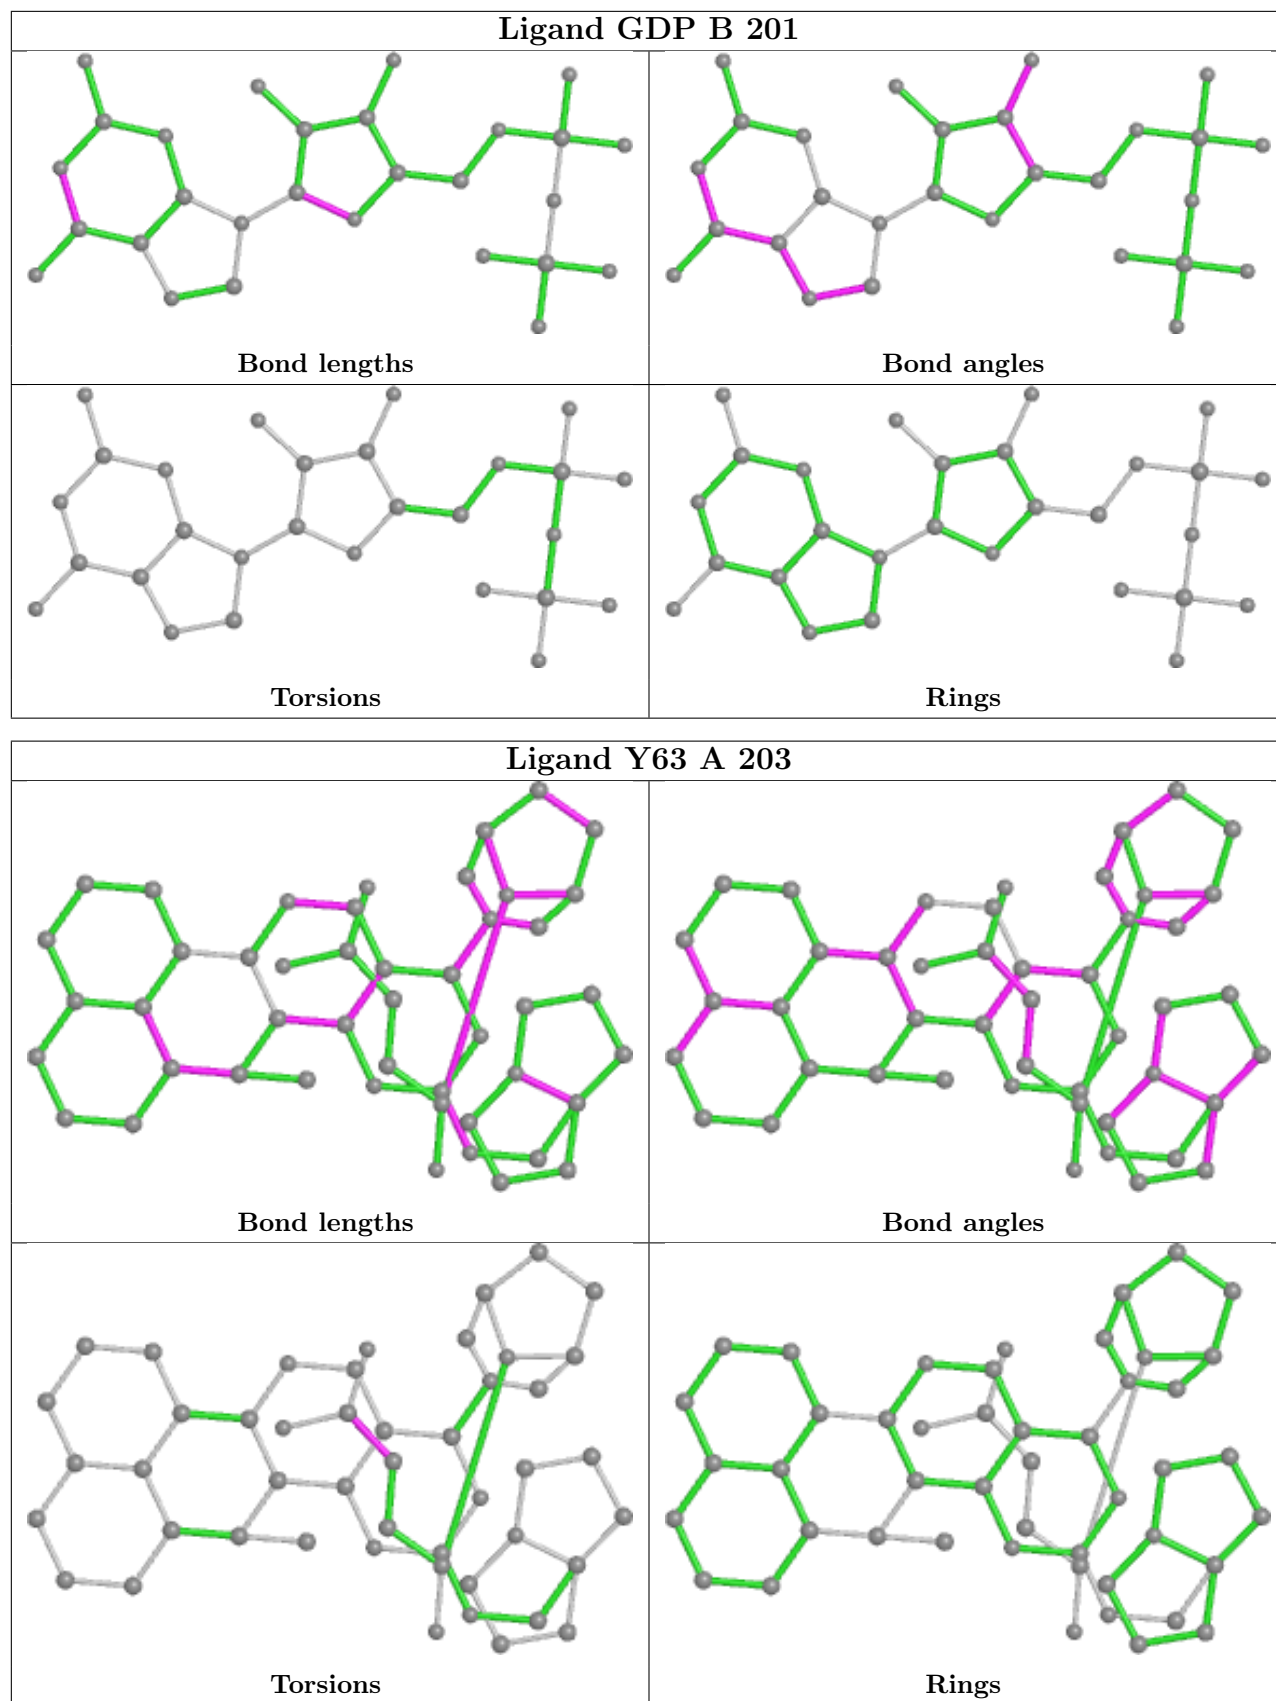 Ligand GDP B 201
Bond lengths
Bond angles
Torsions
Rings
Ligand Y63 A 203
Bond lengths
Bond angles
Torsions
Rings